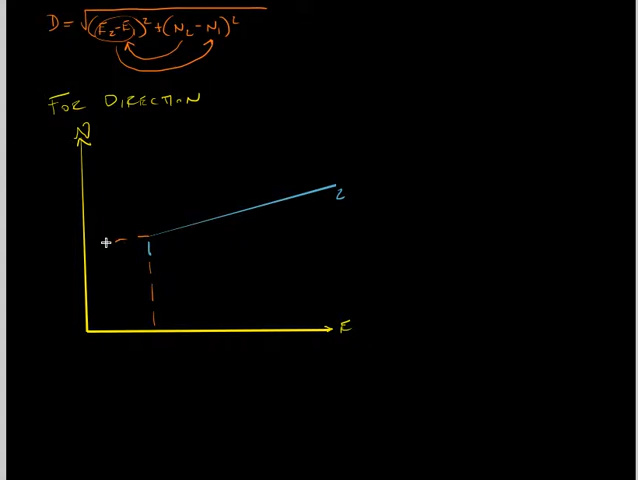 D = √(E2-E1)² + (N2-N1)²
FOR DIRECTION
N
2
1
E